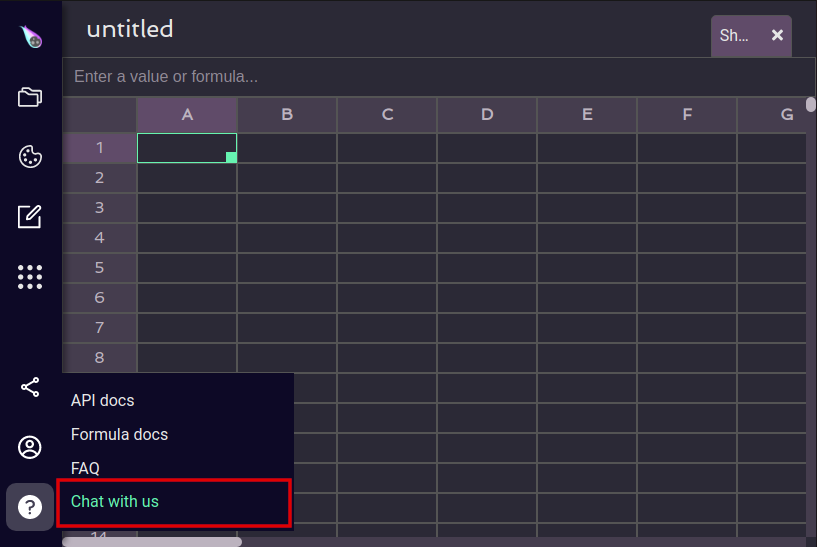 untitled
Sh...
Enter a value or formula...
A B C D E F G
1
2
3
4
5
6
7
8
API docs
Formula docs
FAQ
Chat with us
?
14